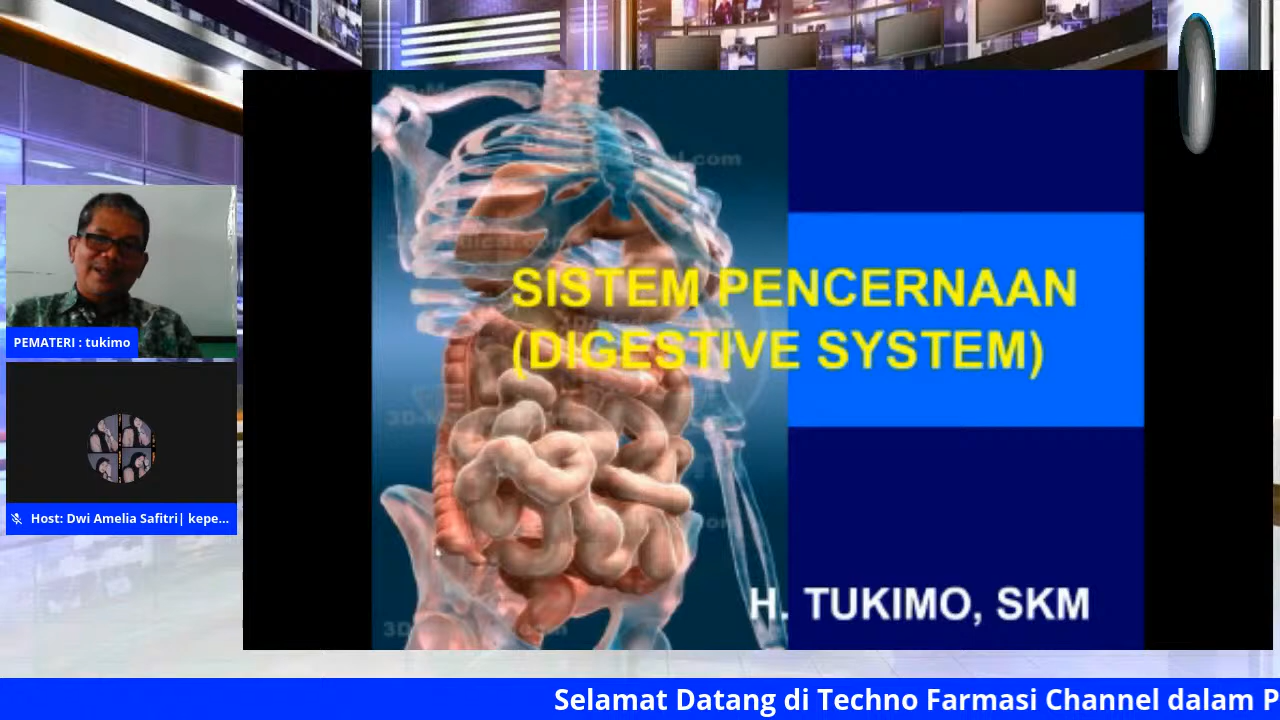 SISTEM PENCERNAAN
(DIGESTIVE SYSTEM)
PEMATERI : tukimo
Host: Dwi Amelia Safitri| kepe...
H. TUKIMO, SKM
Selamat Datang di Techno Farmasi Channel dalam P